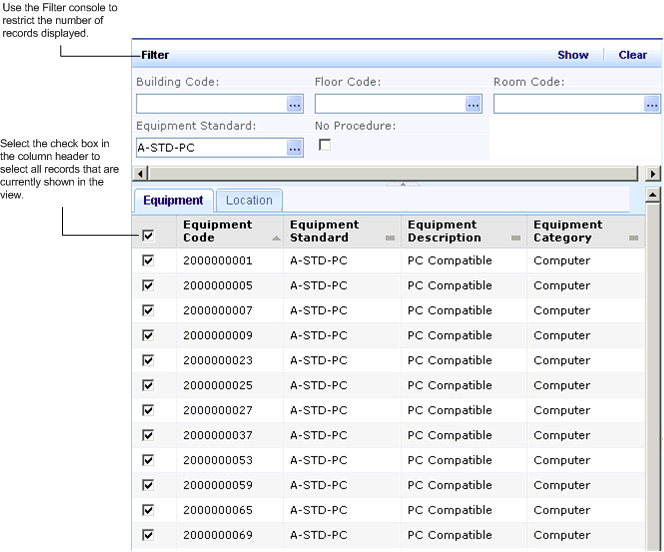 Use the Filter console to
restrict the number of
records displayed.
Filter Show Clear
Building Code: Floor Code: Room Code:
... ... ...
Equipment Standard: No Procedure:
A-STD-PC ...
Select the check box in
the column header to
select all records that are
currently shown in the
view.
Equipment Location
Equipment Code Equipment Standard Equipment Description Equipment Category
2000000001 A-STD-PC PC Compatible Computer
2000000005 A-STD-PC PC Compatible Computer
2000000007 A-STD-PC PC Compatible Computer
2000000009 A-STD-PC PC Compatible Computer
2000000023 A-STD-PC PC Compatible Computer
2000000025 A-STD-PC PC Compatible Computer
2000000027 A-STD-PC PC Compatible Computer
2000000037 A-STD-PC PC Compatible Computer
2000000053 A-STD-PC PC Compatible Computer
2000000059 A-STD-PC PC Compatible Computer
2000000065 A-STD-PC PC Compatible Computer
2000000069 A-STD-PC PC Compatible Computer